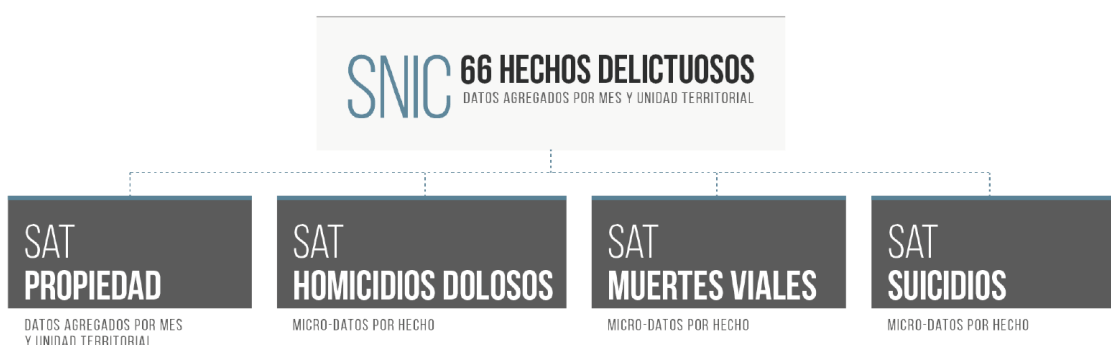 SNIC 66 HECHOS DELICTUOSOS
DATOS AGREGADOS POR MES Y UNIDAD TERRITORIAL
SAT
PROPIEDAD
DATOS AGREGADOS POR MES
Y UNIDAD TERRITORIAL
SAT
HOMICIDIOS DOLOSOS
MICRO-DATOS POR HECHO
SAT
MUERTES VIALES
MICRO-DATOS POR HECHO
SAT
SUICIDIOS
MICRO-DATOS POR HECHO